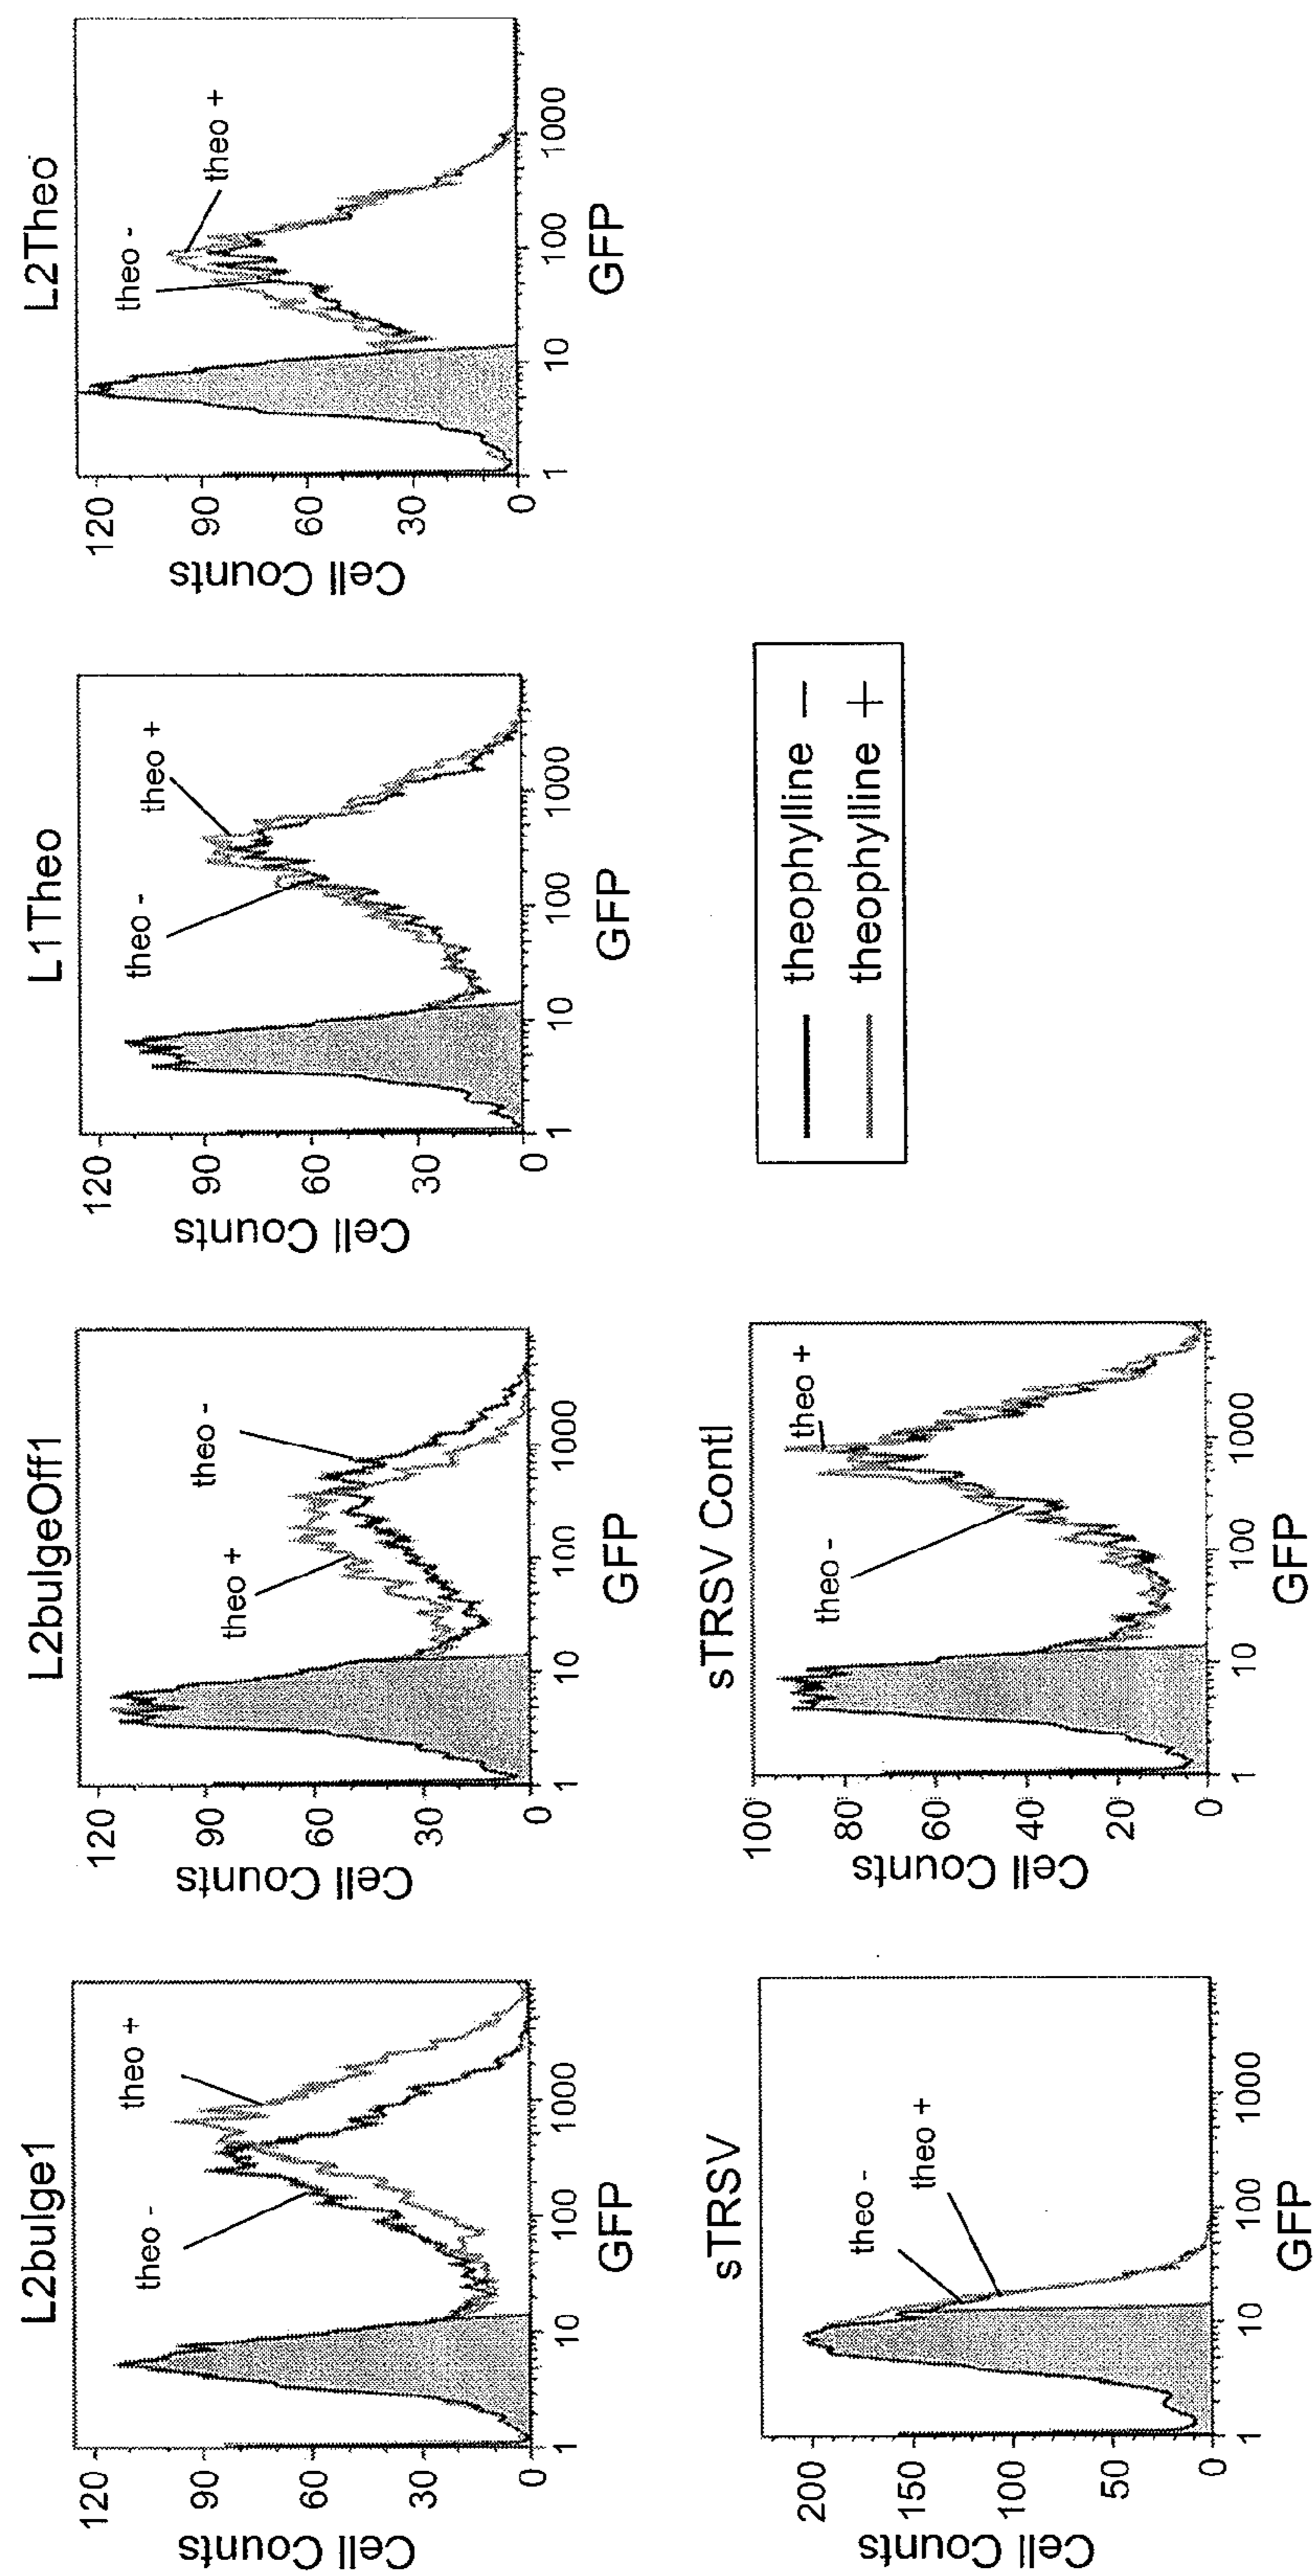 L2bulge1
Cell Counts
120
90
60
30
0
theo -
theo +
1
10
100
1000
GFP
L2bulgeOff1
Cell Counts
120
90
60
30
0
theo +
theo -
1
10
100
1000
GFP
L1Theo
Cell Counts
120
90
60
30
0
theo -
theo +
1
10
100
1000
GFP
L2Theo
Cell Counts
120
90
60
30
0
theo -
theo +
1
10
100
1000
GFP
sTRSV
Cell Counts
200
150
100
50
0
theo -
theo +
1
10
100
1000
GFP
sTRSV Contl
Cell Counts
100
80
60
40
20
0
theo -
theo +
1
10
100
1000
GFP
theophylline -
theophylline +